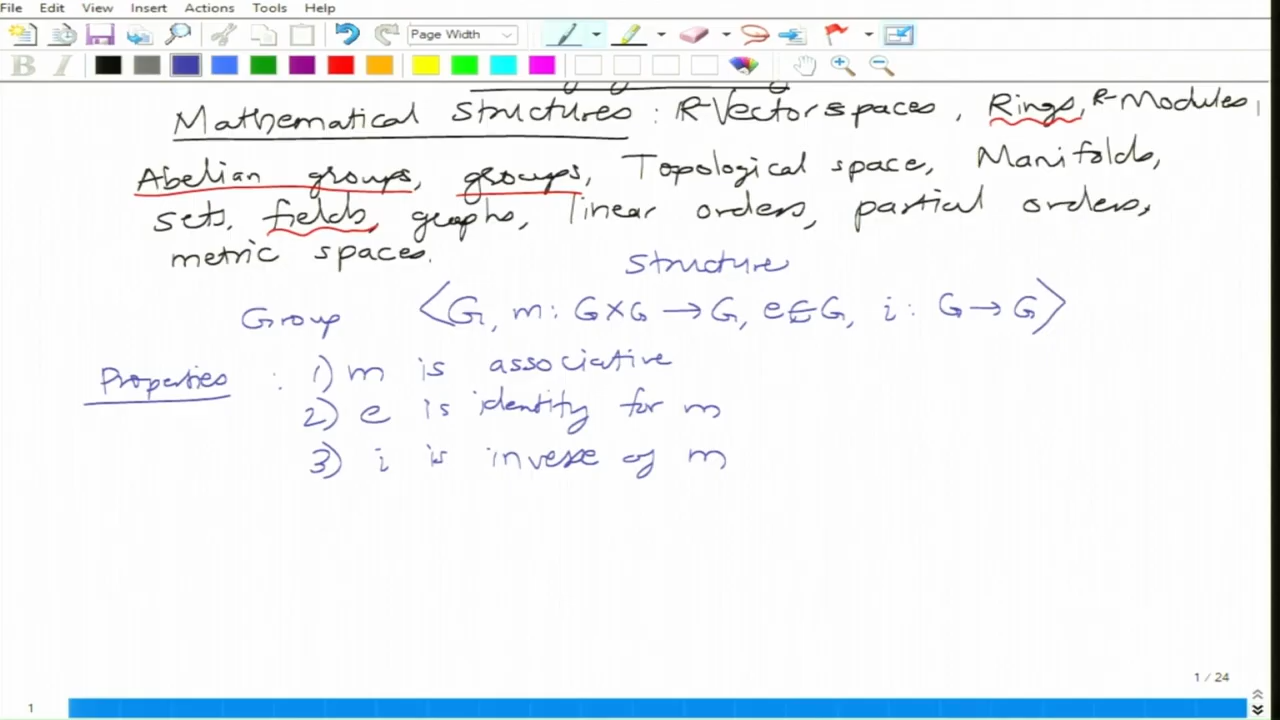 File Edit View Insert Actions Tools Help
Page Width
B I
Mathematical Structures : R-Vector spaces, Rings, R-Modules,
Abelian groups, groups, Topological space, Manifolds,
sets, fields, graphs, linear orders, partial orders,
metric spaces.
Structure
Group ⟨G, m: G×G → G, e∈G, i: G → G⟩
Properties : 1) m is associative
2) e is identity for m
3) i is inverse of m
1 / 24
1